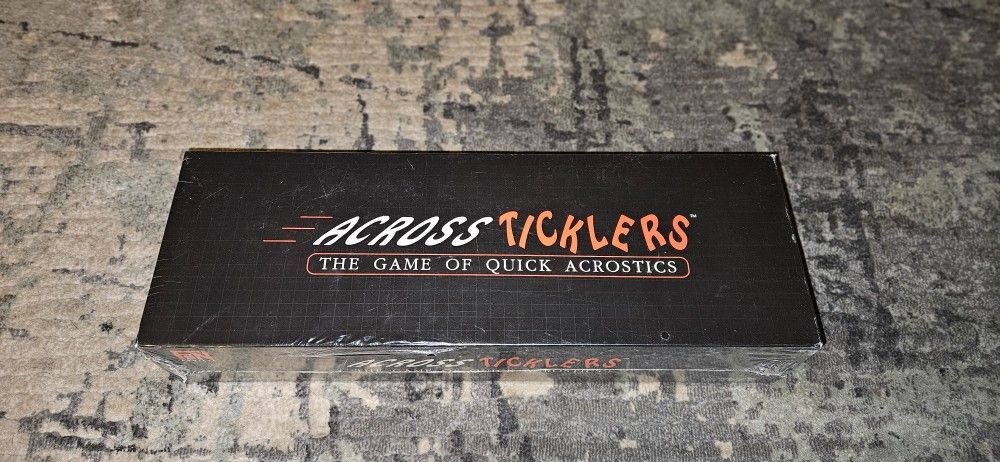 ACROSS TICKLERS™
THE GAME OF QUICK ACROSTICS
ACROSS TICKLERS